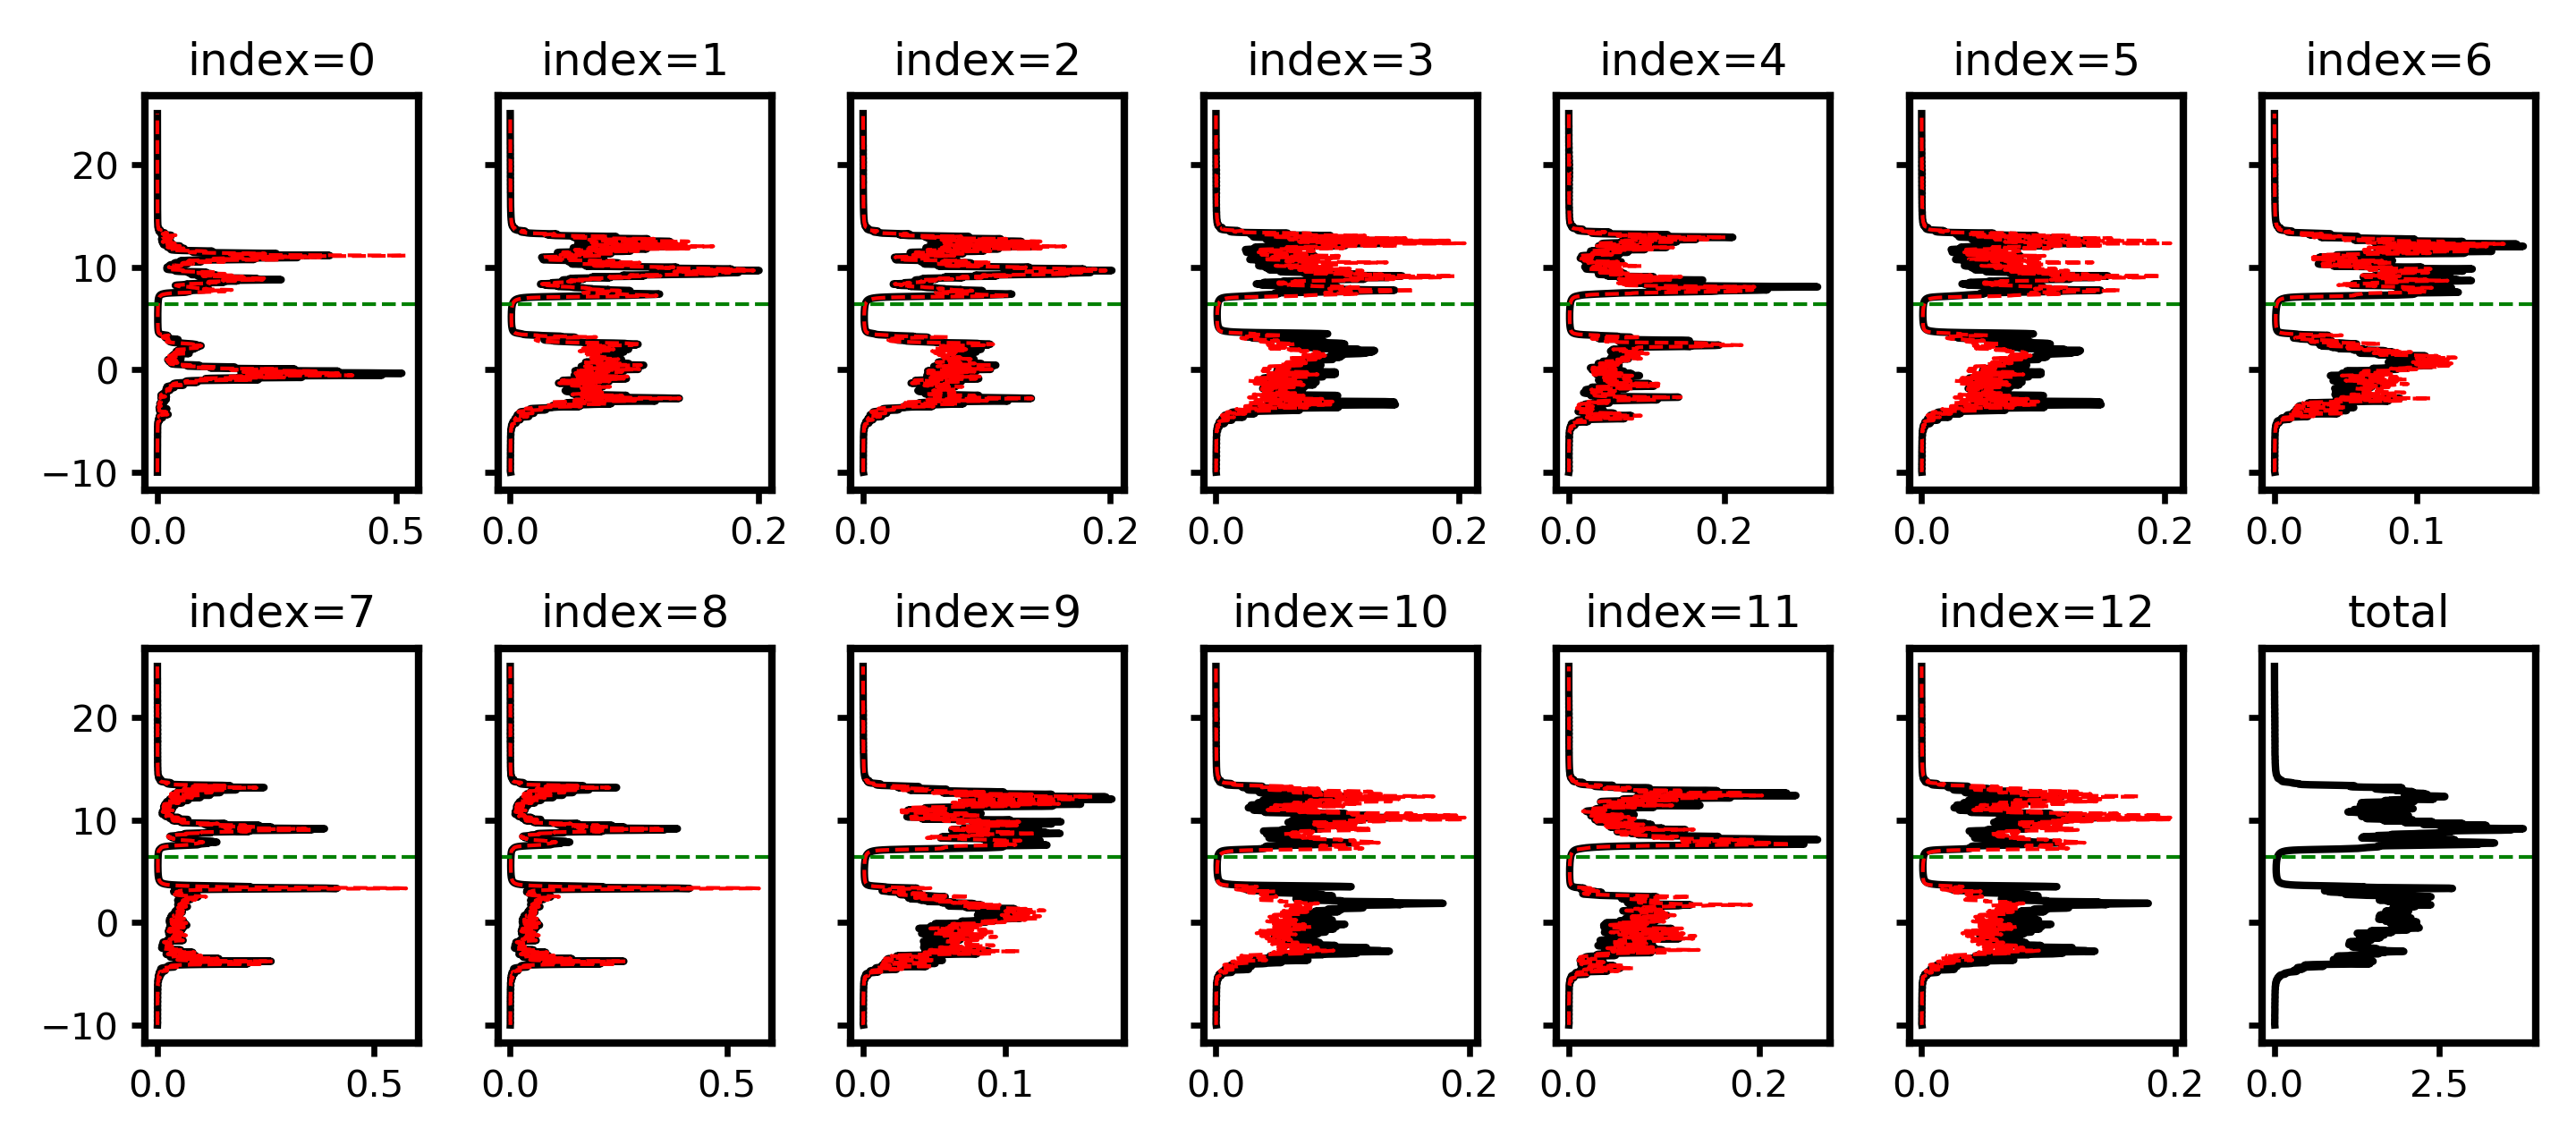 index=0 index=1 index=2 index=3 index=4 index=5 index=6
20
10
0
−10
0.0 0.5 0.0 0.2 0.0 0.2 0.0 0.2 0.0 0.2 0.0 0.2 0.0 0.1
index=7 index=8 index=9 index=10 index=11 index=12 total
20
10
0
−10
0.0 0.5 0.0 0.5 0.0 0.1 0.0 0.2 0.0 0.2 0.0 0.2 0.0 2.5